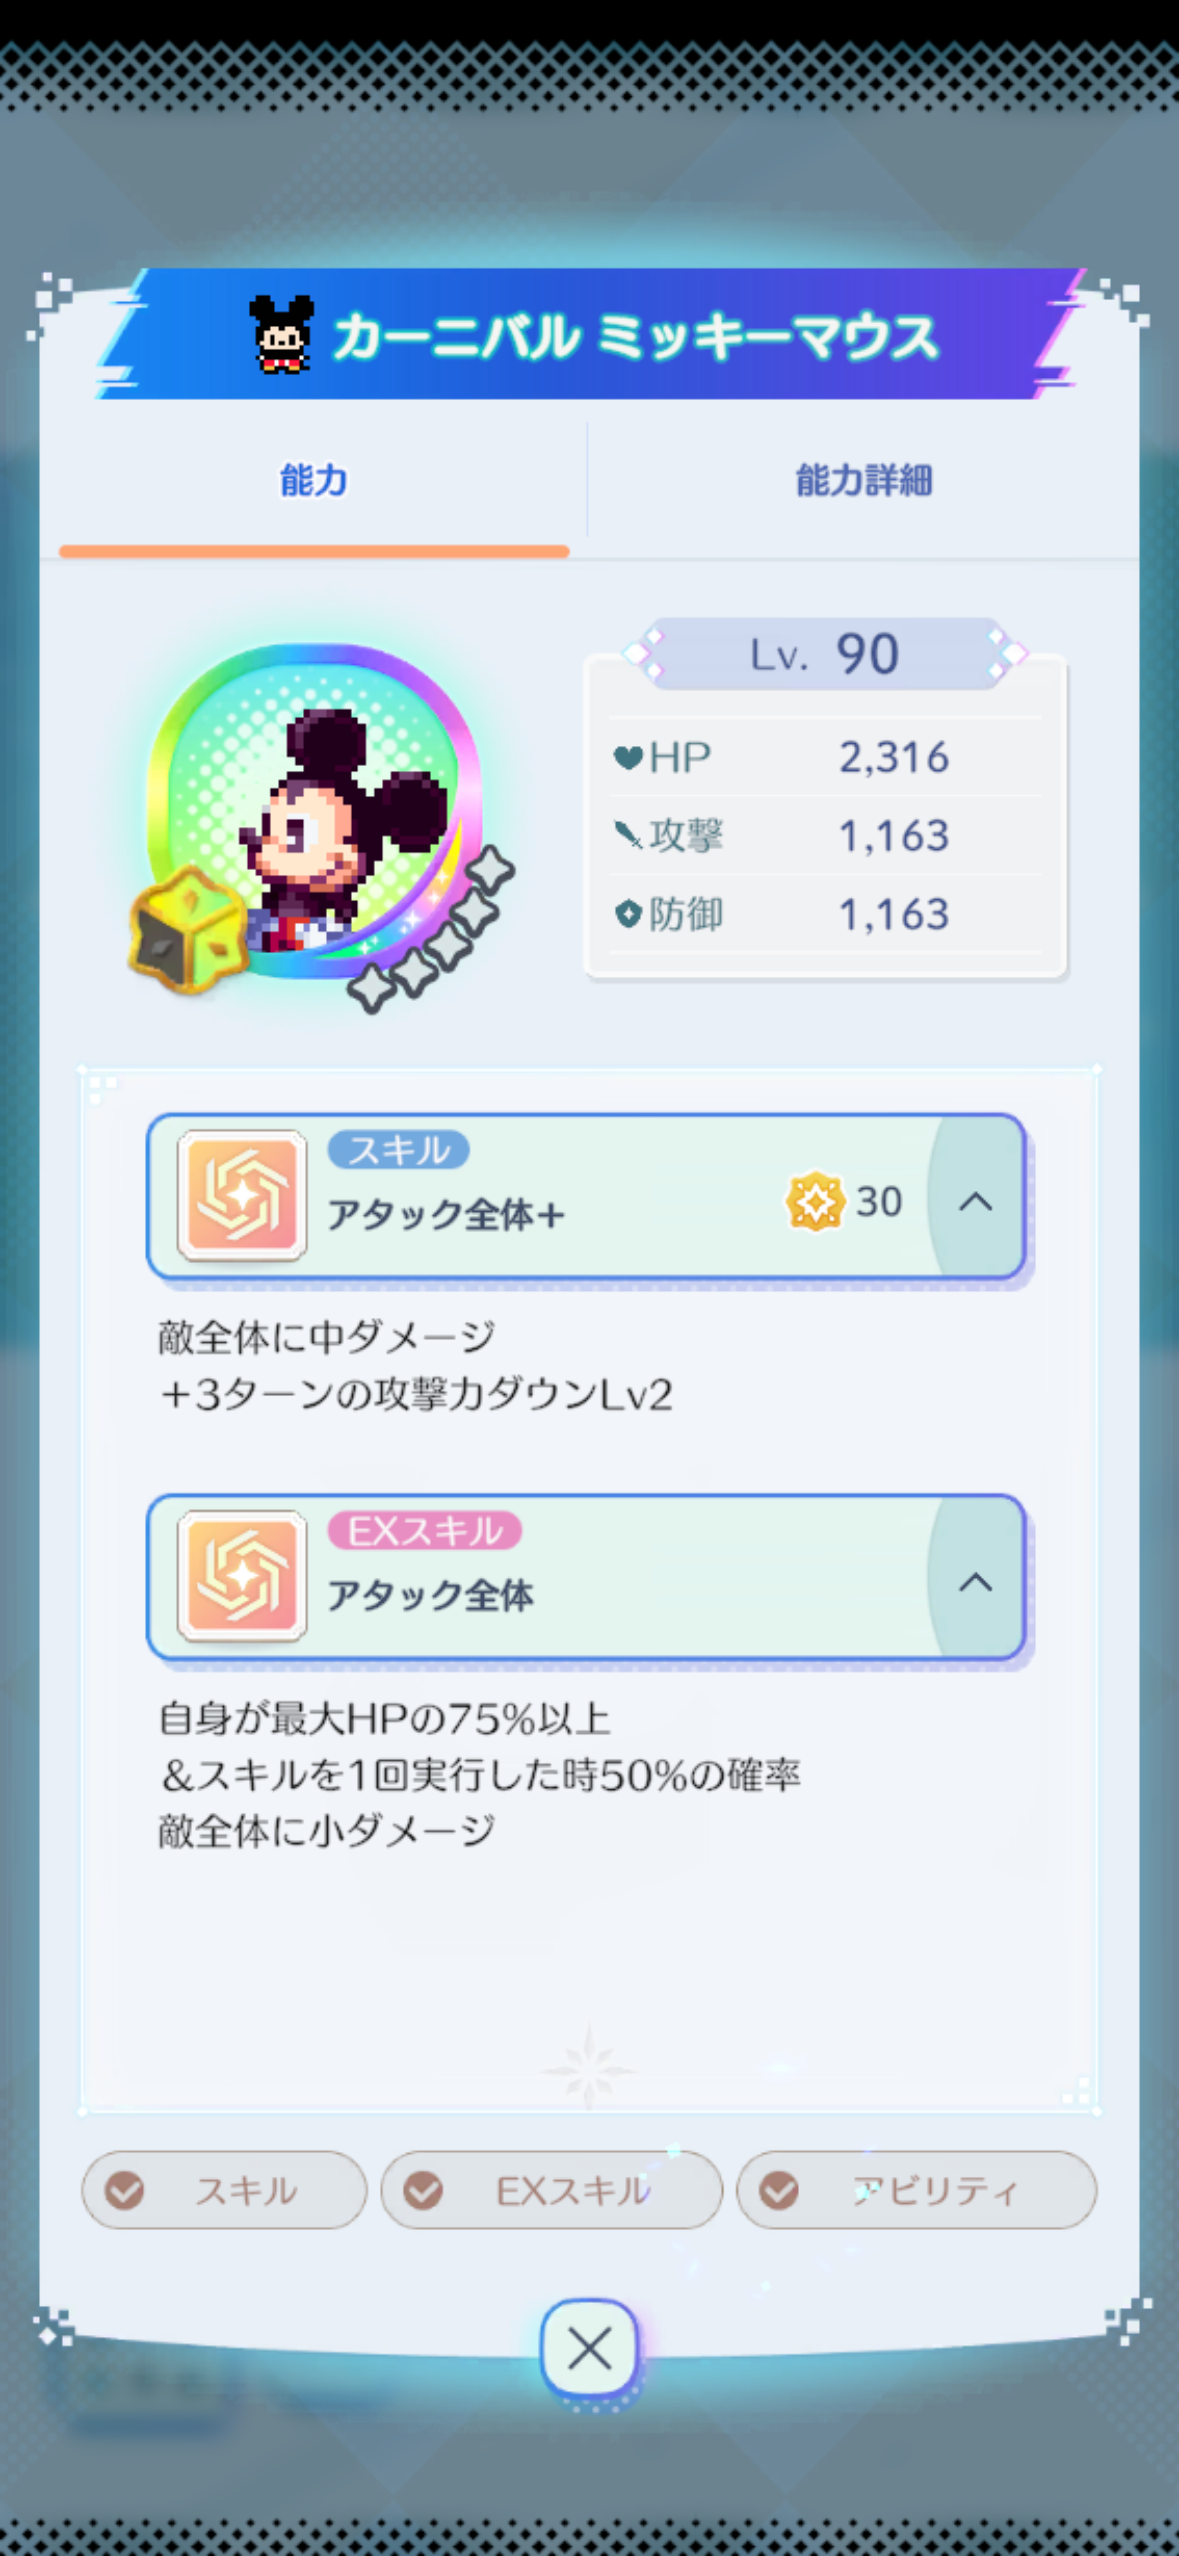 カーニバル ミッキーマウス
能力
能力詳細
Lv. 90
HP 2,316
攻撃 1,163
防御 1,163
スキル
アタック全体+
30
敵全体に中ダメージ
+3ターンの攻撃力ダウンLv2
EXスキル
アタック全体
自身が最大HPの75%以上
&スキルを1回実行した時50%の確率
敵全体に小ダメージ
スキル
EXスキル
アビリティ